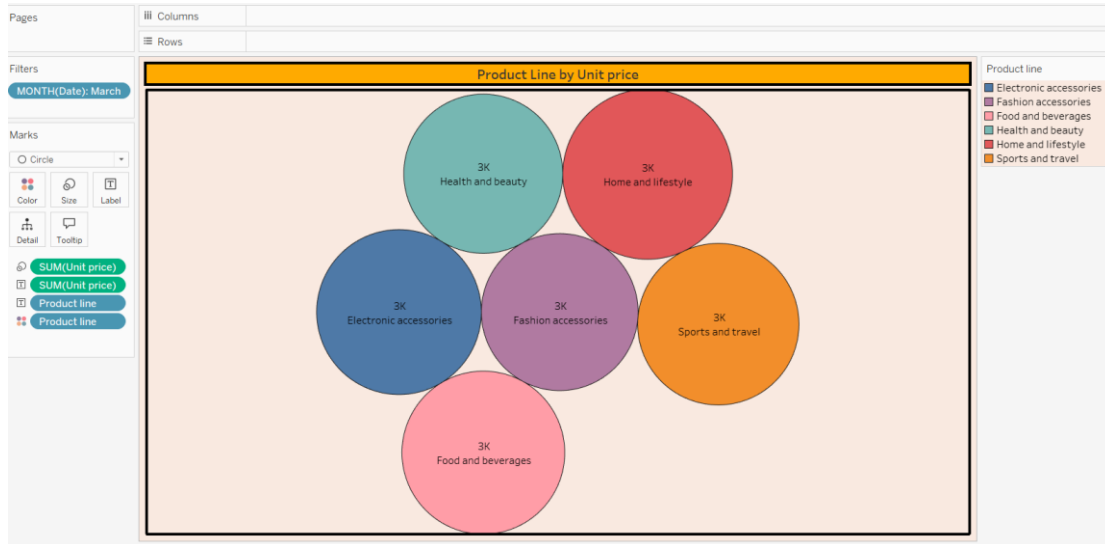 Pages
Columns
Rows
Filters
MONTH(Date): March
Marks
Circle
Color
Size
Label
Detail
Tooltip
SUM(Unit price)
SUM(Unit price)
Product line
Product line
Product Line by Unit price
3K
Health and beauty
3K
Home and lifestyle
3K
Electronic accessories
3K
Fashion accessories
3K
Sports and travel
3K
Food and beverages
Product line
Electronic accessories
Fashion accessories
Food and beverages
Health and beauty
Home and lifestyle
Sports and travel